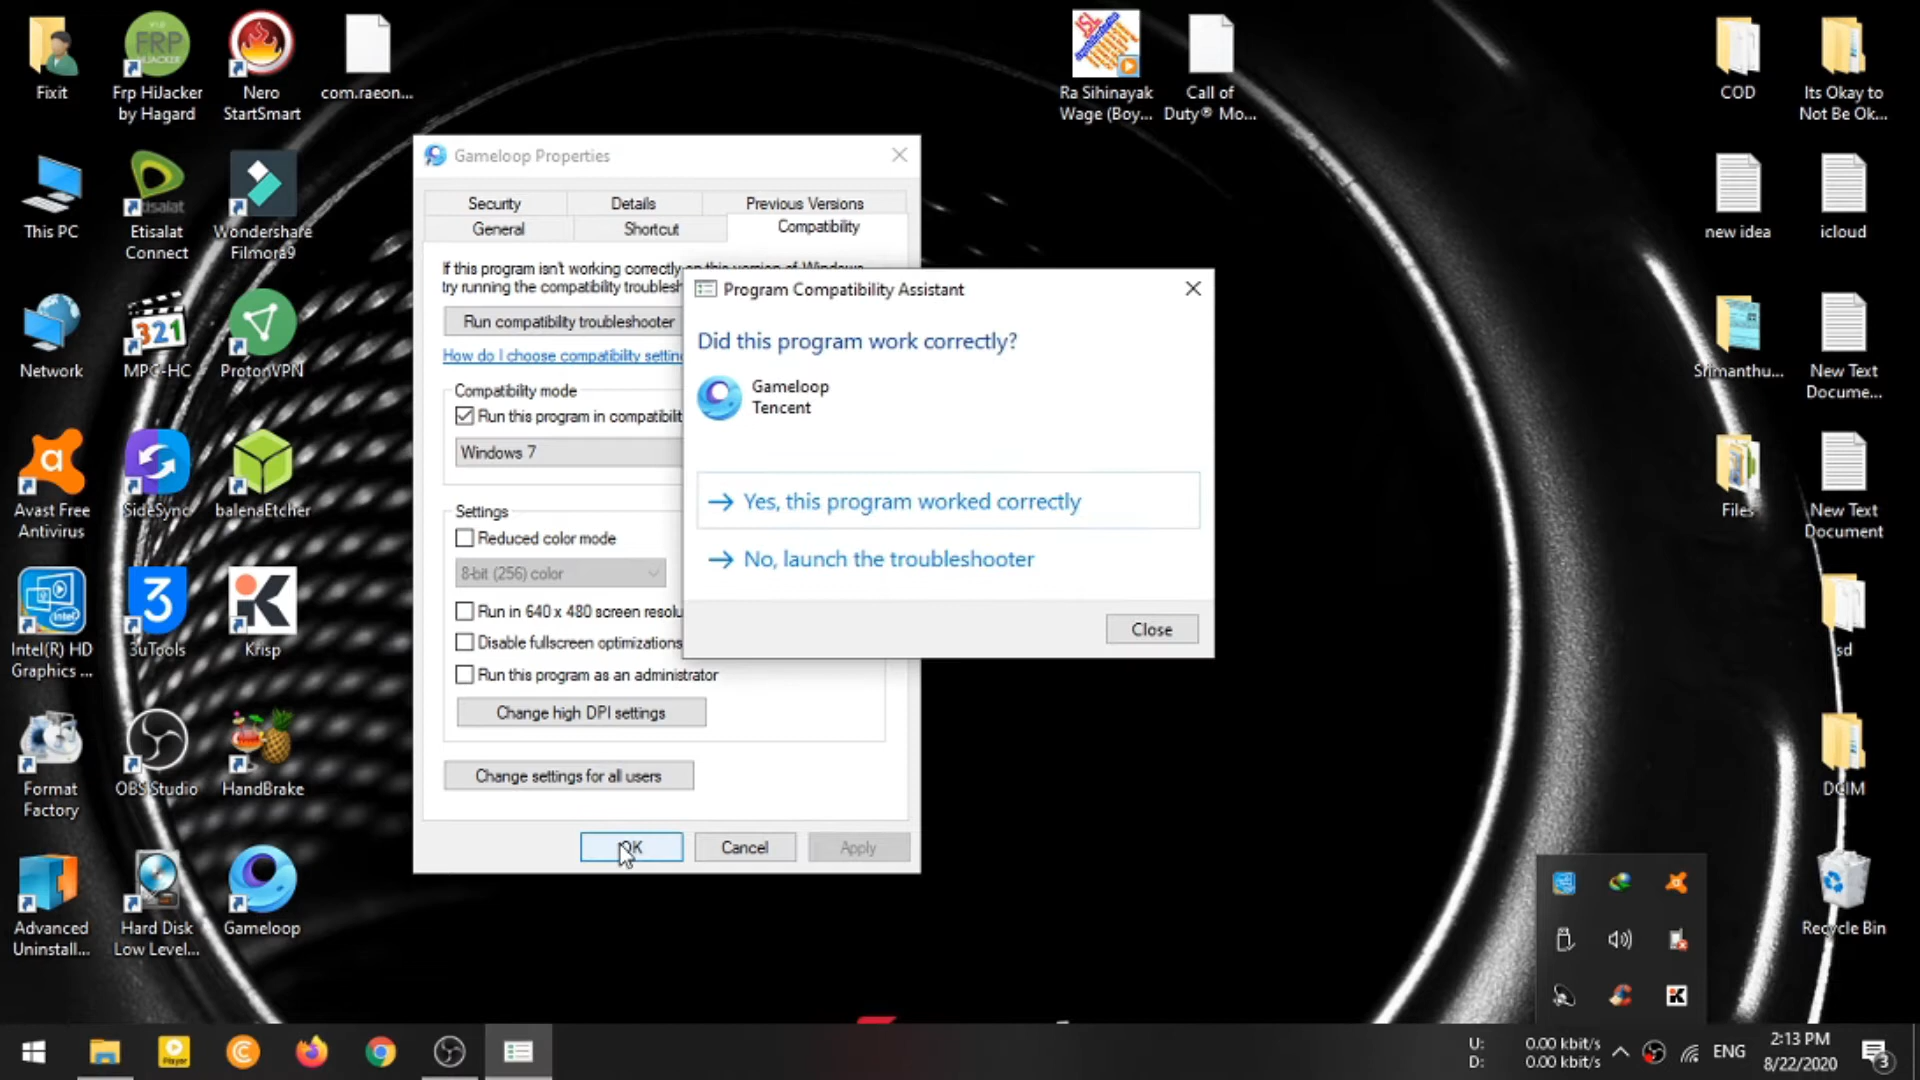 Fixit
Frp HiJacker
by Hagard
Nero
StartSmart
com.raeon...
Ra Sihinayak
Wage (Boy...
Call of
Duty® Mo...
COD
Its Okay to
Not Be Ok...
This PC
Etisalat
Connect
Wondershare
Filmora9
new idea
icloud
Network
MPC-HC
ProtonVPN
Srimanthu...
New Text
Docume...
Avast Free
Antivirus
SideSync
balenaEtcher
Files
New Text
Document
Intel(R) HD
Graphics ...
3uTools
Krisp
sd
Format
Factory
OBS Studio
HandBrake
DCIM
Advanced
Uninstall...
Hard Disk
Low Level...
Gameloop
Recycle Bin
Gameloop Properties
Security
Details
Previous Versions
General
Shortcut
Compatibility
If this program isn't working correctly on this version of Windows,
try running the compatibility troublesh
Run compatibility troubleshooter
How do I choose compatibility settin
Compatibility mode
Run this program in compatibilit
Windows 7
Settings
Reduced color mode
8-bit (256) color
Run in 640 x 480 screen resolu
Disable fullscreen optimizations
Run this program as an administrator
Change high DPI settings
Change settings for all users
OK
Cancel
Apply
Program Compatibility Assistant
Did this program work correctly?
Gameloop
Tencent
Yes, this program worked correctly
No, launch the troubleshooter
Close
U: 0.00 kbit/s
D: 0.00 kbit/s
ENG
2:13 PM
8/22/2020
3